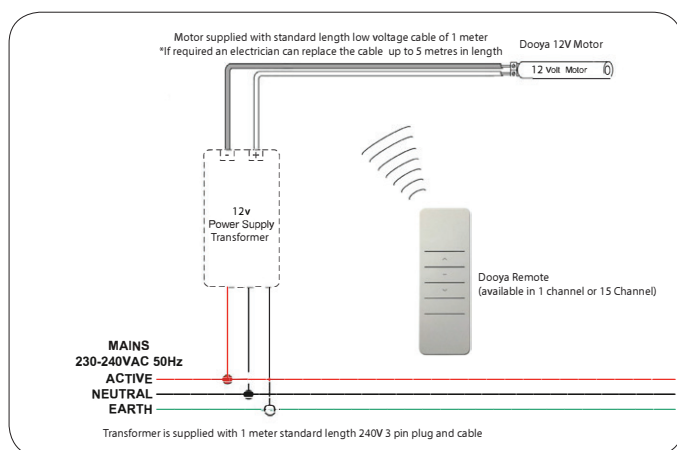 Motor supplied with standard length low voltage cable of 1 meter
*If required an electrician can replace the cable up to 5 metres in length
Dooya 12V Motor
12 Volt Motor
- +
12v
Power Supply
Transformer
Dooya Remote
(available in 1 channel or 15 Channel)
MAINS
230-240VAC 50Hz
ACTIVE
NEUTRAL
EARTH
Transformer is supplied with 1 meter standard length 240V 3 pin plug and cable